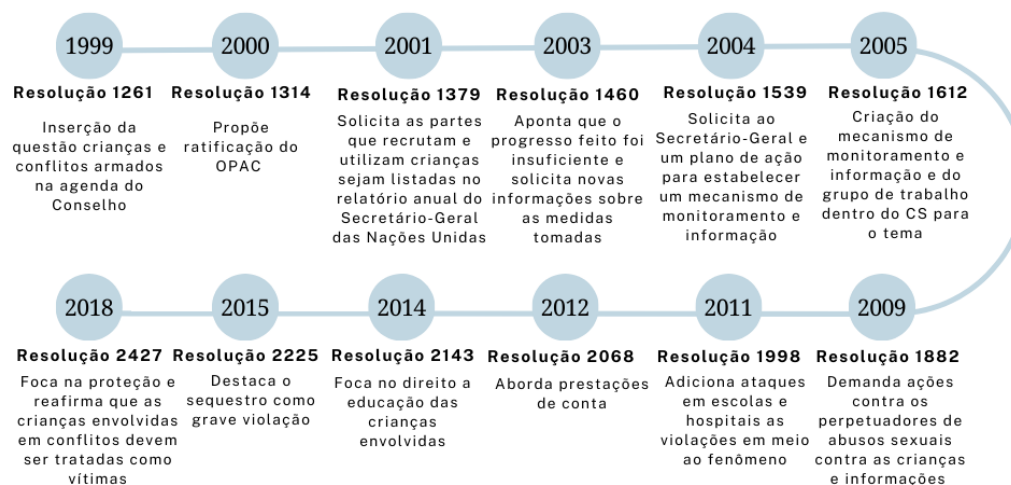 1999
Resolução 1261
Inserção da
questão crianças e
conflitos armados
na agenda do
Conselho
2000
Resolução 1314
Propõe
ratificação do
OPAC
2001
Resolução 1379
Solicita as partes
que recrutam e
utilizam crianças
sejam listadas no
relatório anual do
Secretário-Geral
das Nações Unidas
2003
Resolução 1460
Aponta que o
progresso feito foi
insuficiente e
solicita novas
informações sobre
as medidas
tomadas
2004
Resolução 1539
Solicita ao
Secretário-Geral e
um plano de ação
para estabelecer
um mecanismo de
monitoramento e
informação
2005
Resolução 1612
Criação do
mecanismo de
monitoramento e
informação e do
grupo de trabalho
dentro do CS para
o tema
2009
Resolução 1882
Demanda ações
contra os
perpetuadores de
abusos sexuais
contra as crianças
e informações
2011
Resolução 1998
Adiciona ataques
em escolas e
hospitais as
violações em meio
ao fenômeno
2012
Resolução 2068
Aborda prestações
de conta
2014
Resolução 2143
Foca no direito a
educação das
crianças
envolvidas
2015
Resolução 2225
Destaca o
sequestro como
grave violação
2018
Resolução 2427
Foca na proteção e
reafirma que as
crianças envolvidas
em conflitos devem
ser tratadas como
vítimas